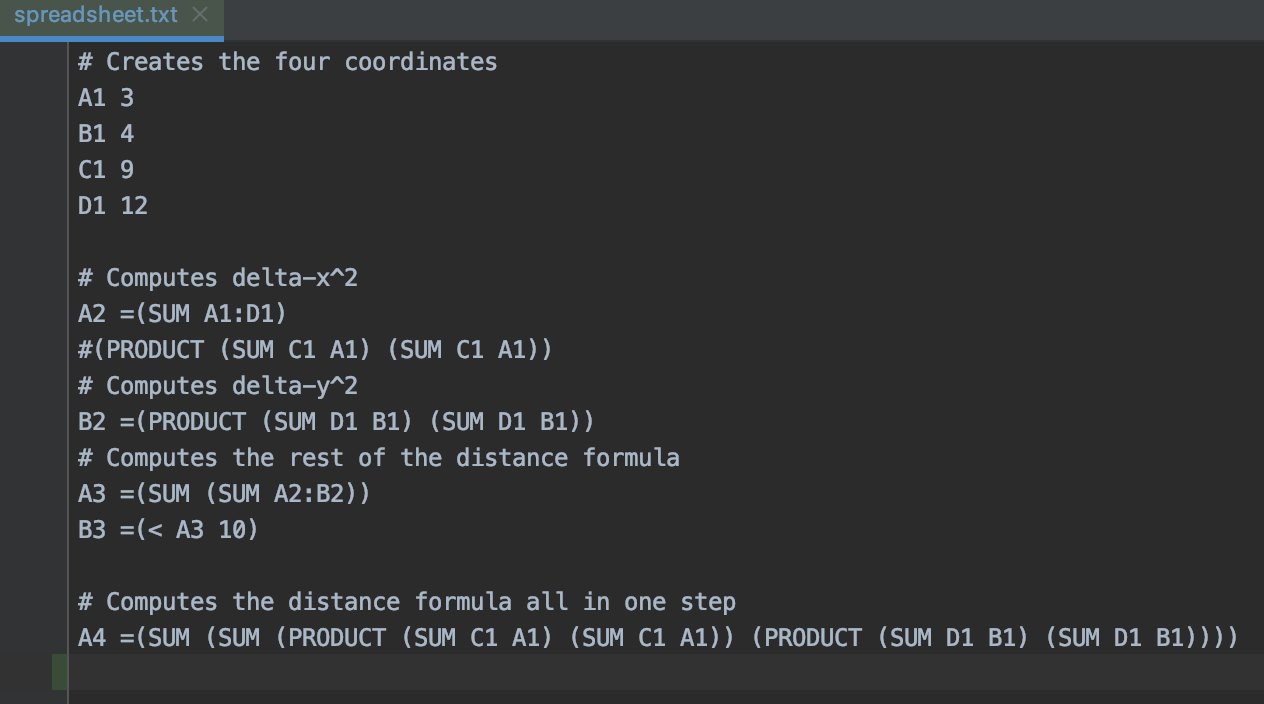 spreadsheet.txt
# Creates the four coordinates
A1 3
B1 4
C1 9
D1 12
# Computes delta-x^2
A2 =(SUM A1:D1)
#(PRODUCT (SUM C1 A1) (SUM C1 A1))
# Computes delta-y^2
B2 =(PRODUCT (SUM D1 B1) (SUM D1 B1))
# Computes the rest of the distance formula
A3 =(SUM (SUM A2:B2))
B3 =(< A3 10)
# Computes the distance formula all in one step
A4 =(SUM (SUM (PRODUCT (SUM C1 A1) (SUM C1 A1)) (PRODUCT (SUM D1 B1) (SUM D1 B1))))